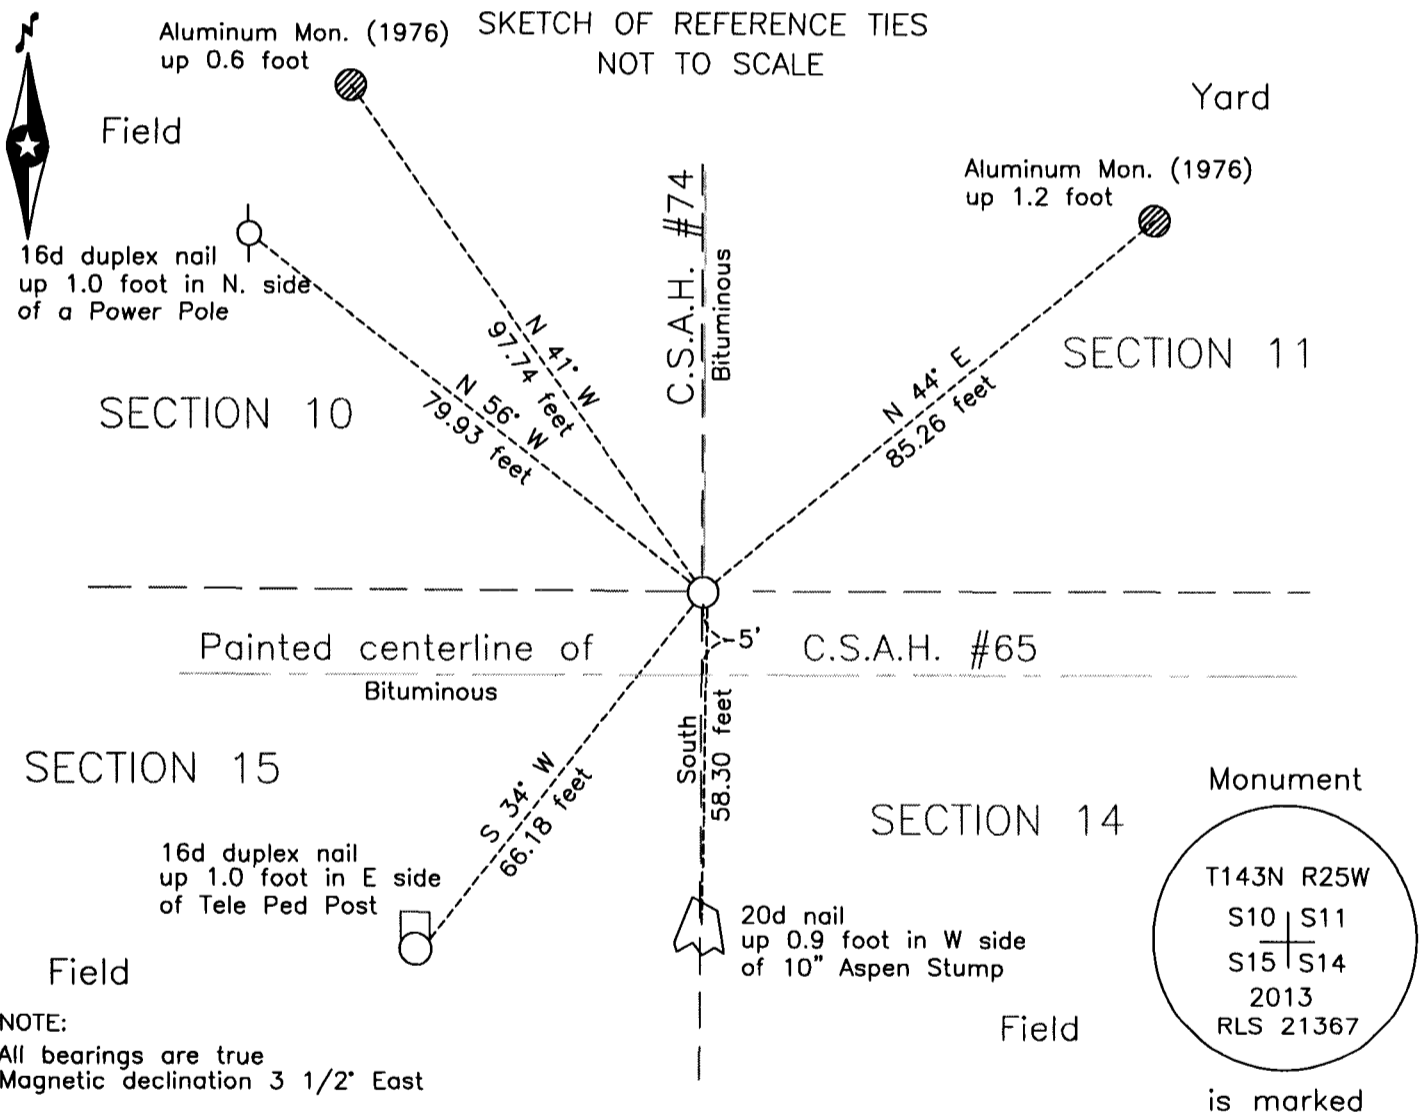 SKETCH OF REFERENCE TIES
NOT TO SCALE
N
Aluminum Mon. (1976)
up 0.6 foot
Field
Yard
Aluminum Mon. (1976)
up 1.2 foot
16d duplex nail
up 1.0 foot in N. side
of a Power Pole
C.S.A.H. #74
Bituminous
N 41° W
97.74 feet
N 56° W
79.93 feet
N 44° E
85.26 feet
SECTION 10
SECTION 11
Painted centerline of C.S.A.H. #65
5'
Bituminous
South
58.30 feet
S 34° W
66.18 feet
SECTION 15
SECTION 14
16d duplex nail
up 1.0 foot in E side
of Tele Ped Post
20d nail
up 0.9 foot in W side
of 10" Aspen Stump
Field
Field
Monument
T143N R25W
S10 S11
S15 S14
2013
RLS 21367
is marked
NOTE:
All bearings are true
Magnetic declination 3 1/2° East